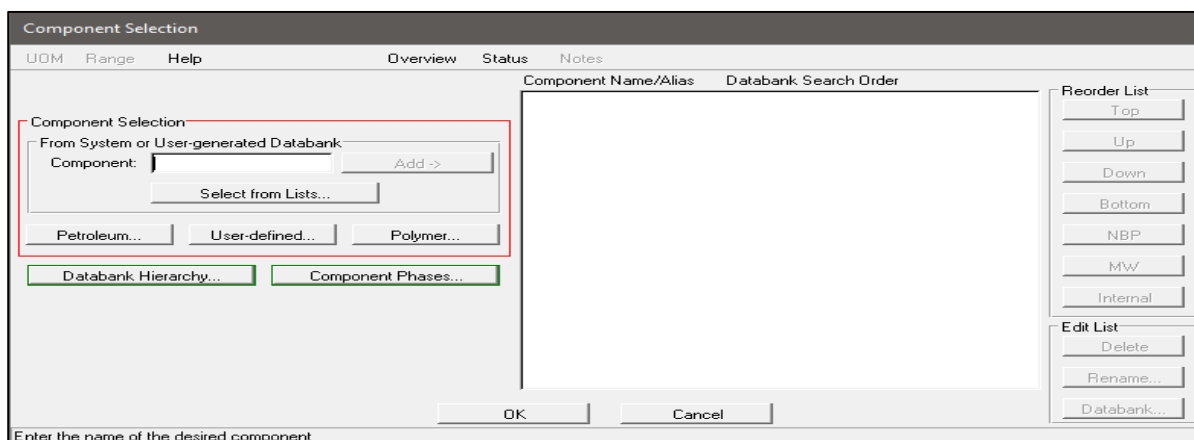 Component Selection
UOM Range Help Overview Status Notes
Component Name/Alias Databank Search Order
Component Selection
From System or User-generated Databank
Component: Add ->
Select from Lists...
Petroleum... User-defined... Polymer...
Databank Hierarchy... Component Phases...
Reorder List
Top
Up
Down
Bottom
NBP
MW
Internal
Edit List
Delete
Rename...
Databank...
OK Cancel
Enter the name of the desired component